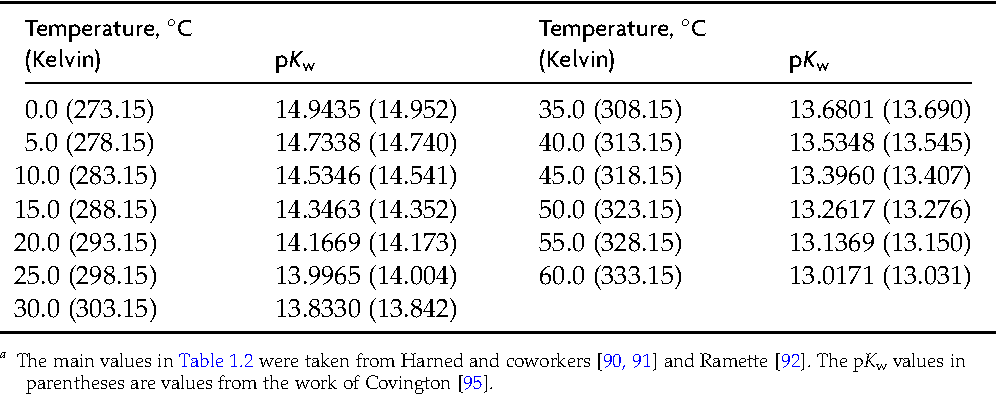 Temperature, °C Temperature, °C
(Kelvin) pKw (Kelvin) pKw
0.0 (273.15) 14.9435 (14.952) 35.0 (308.15) 13.6801 (13.690)
5.0 (278.15) 14.7338 (14.740) 40.0 (313.15) 13.5348 (13.545)
10.0 (283.15) 14.5346 (14.541) 45.0 (318.15) 13.3960 (13.407)
15.0 (288.15) 14.3463 (14.352) 50.0 (323.15) 13.2617 (13.276)
20.0 (293.15) 14.1669 (14.173) 55.0 (328.15) 13.1369 (13.150)
25.0 (298.15) 13.9965 (14.004) 60.0 (333.15) 13.0171 (13.031)
30.0 (303.15) 13.8330 (13.842)
a The main values in Table 1.2 were taken from Harned and coworkers [90, 91] and Ramette [92]. The pKw values in
parentheses are values from the work of Covington [95].